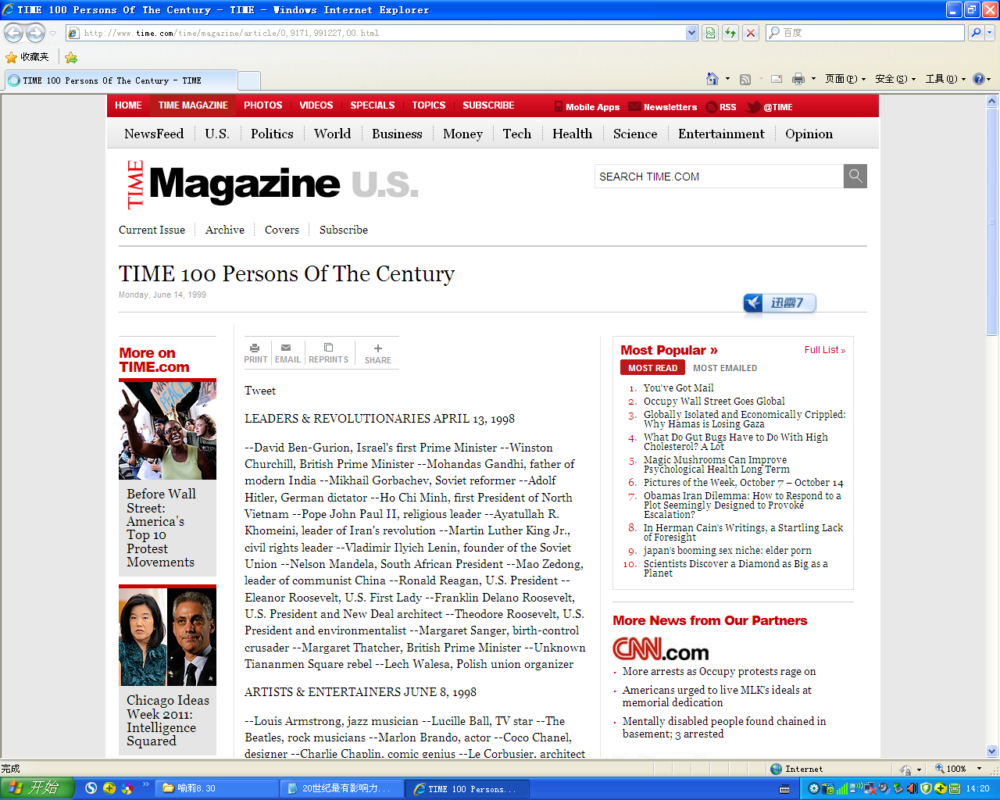 TIME 100 Persons Of The Century - TIME - Windows Internet Explorer
http://www.time.com/time/magazine/article/0,9171,991227,00.html
百度
收藏夹
TIME 100 Persons Of The Century - TIME
页面(P)
安全(S)
工具(O)
HOME
TIME MAGAZINE
PHOTOS
VIDEOS
SPECIALS
TOPICS
SUBSCRIBE
Mobile Apps
Newsletters
RSS
@TIME
NewsFeed
U.S.
Politics
World
Business
Money
Tech
Health
Science
Entertainment
Opinion
TIME
Magazine U.S.
SEARCH TIME.COM
Current Issue
Archive
Covers
Subscribe
TIME 100 Persons Of The Century
Monday, June 14, 1999
迅雷7
More on
TIME.com
Before Wall
Street:
America's
Top 10
Protest
Movements
Chicago Ideas
Week 2011:
Intelligence
Squared
PRINT
EMAIL
REPRINTS
SHARE
Tweet
LEADERS & REVOLUTIONARIES APRIL 13, 1998
--David Ben-Gurion, Israel's first Prime Minister --Winston
Churchill, British Prime Minister --Mohandas Gandhi, father of
modern India --Mikhail Gorbachev, Soviet reformer --Adolf
Hitler, German dictator --Ho Chi Minh, first President of North
Vietnam --Pope John Paul II, religious leader --Ayatullah R.
Khomeini, leader of Iran's revolution --Martin Luther King Jr.,
civil rights leader --Vladimir Ilyich Lenin, founder of the Soviet
Union --Nelson Mandela, South African President --Mao Zedong,
leader of communist China --Ronald Reagan, U.S. President --
Eleanor Roosevelt, U.S. First Lady --Franklin Delano Roosevelt,
U.S. President and New Deal architect --Theodore Roosevelt, U.S.
President and environmentalist --Margaret Sanger, birth-control
crusader --Margaret Thatcher, British Prime Minister --Unknown
Tiananmen Square rebel --Lech Walesa, Polish union organizer
ARTISTS & ENTERTAINERS JUNE 8, 1998
--Louis Armstrong, jazz musician --Lucille Ball, TV star --The
Beatles, rock musicians --Marlon Brando, actor --Coco Chanel,
designer --Charlie Chaplin, comic genius --Le Corbusier, architect
Most Popular »
Full List »
MOST READ
MOST EMAILED
1. You've Got Mail
2. Occupy Wall Street Goes Global
3. Globally Isolated and Economically Crippled:
Why Hamas is Losing Gaza
4. What Do Gut Bugs Have to Do With High
Cholesterol? A Lot
5. Magic Mushrooms Can Improve
Psychological Health Long Term
6. Pictures of the Week, October 7 – October 14
7. Obamas Iran Dilemma: How to Respond to a
Plot Seemingly Designed to Provoke
Escalation?
8. In Herman Cain's Writings, a Startling Lack
of Foresight
9. japan's booming sex niche: elder porn
10. Scientists Discover a Diamond as Big as a
Planet
More News from Our Partners
CNN.com
More arrests as Occupy protests rage on
Americans urged to live MLK's ideals at
memorial dedication
Mentally disabled people found chained in
basement; 3 arrested
完成
Internet
100%
开始
喻莉8.30
20世纪最有影响力...
TIME 100 Persons...
14:20